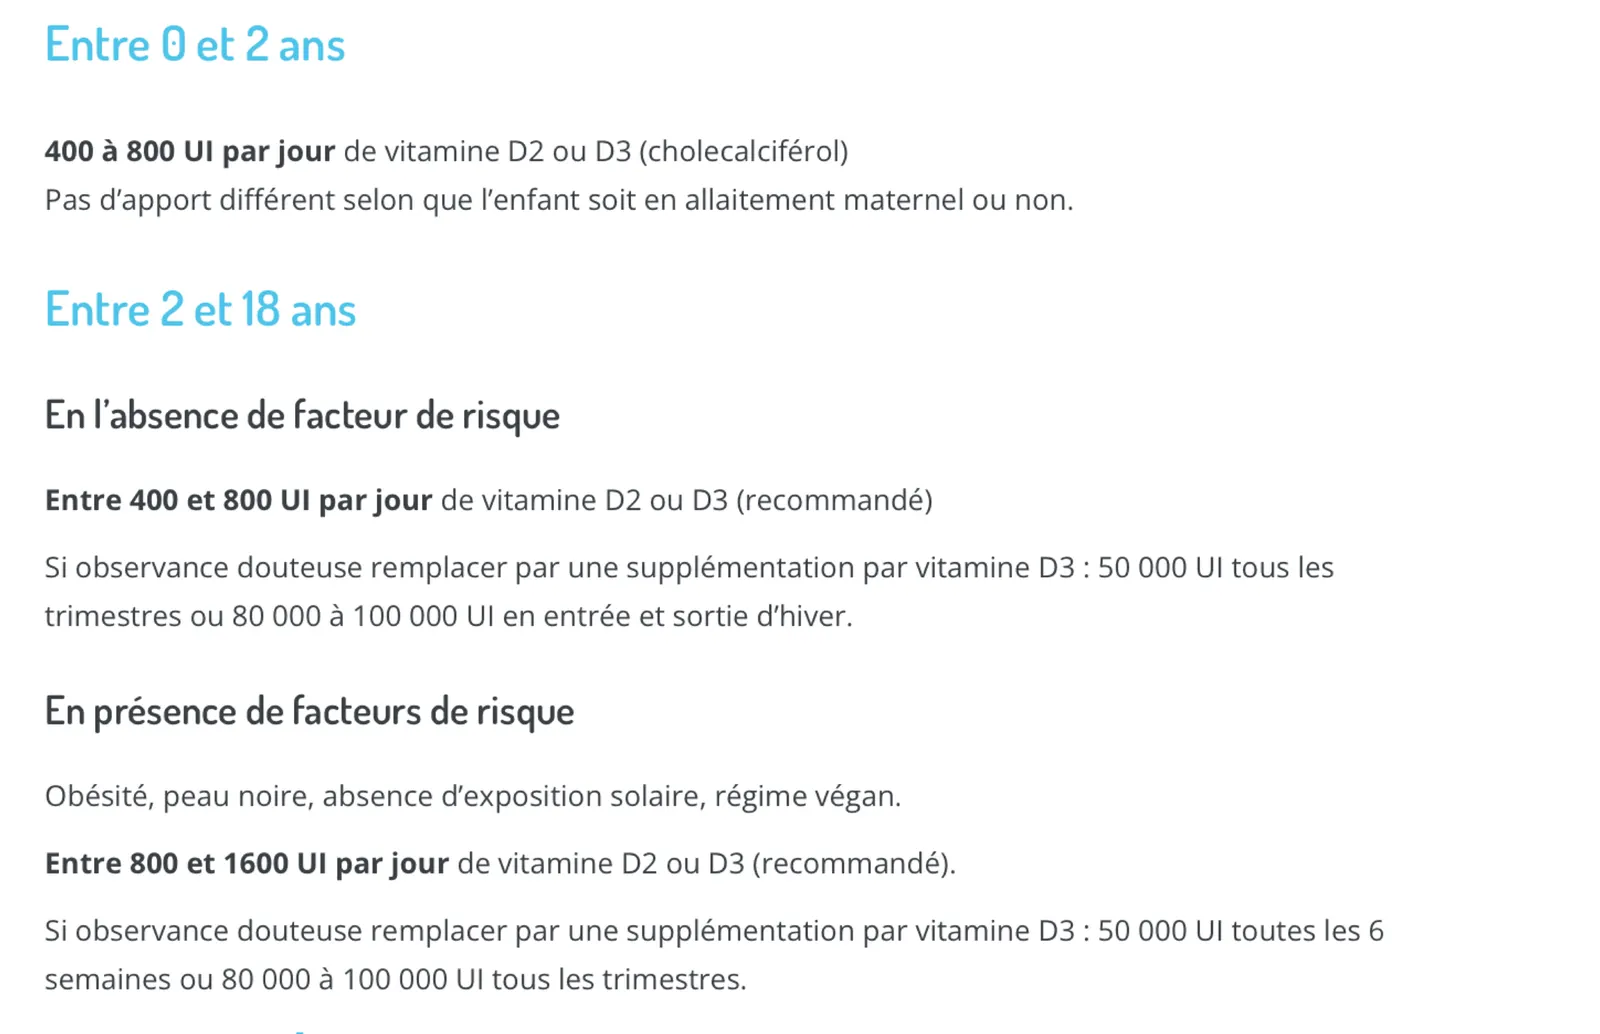 Entre 0 et 2 ans
400 à 800 UI par jour de vitamine D2 ou D3 (cholecalciférol)
Pas d’apport différent selon que l’enfant soit en allaitement maternel ou non.
Entre 2 et 18 ans
En l’absence de facteur de risque
Entre 400 et 800 UI par jour de vitamine D2 ou D3 (recommandé)
Si observance douteuse remplacer par une supplémentation par vitamine D3 : 50 000 UI tous les
trimestres ou 80 000 à 100 000 UI en entrée et sortie d’hiver.
En présence de facteurs de risque
Obésité, peau noire, absence d’exposition solaire, régime végan.
Entre 800 et 1600 UI par jour de vitamine D2 ou D3 (recommandé).
Si observance douteuse remplacer par une supplémentation par vitamine D3 : 50 000 UI toutes les 6
semaines ou 80 000 à 100 000 UI tous les trimestres.